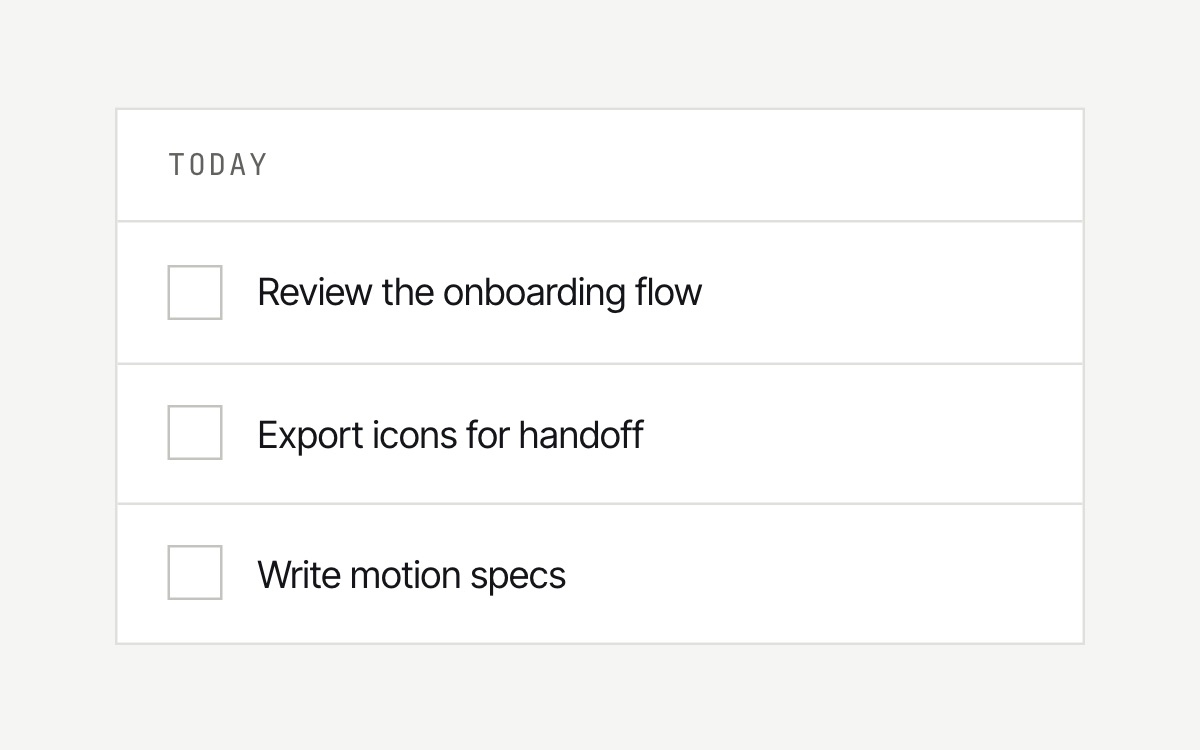 TODAY
Review the onboarding flow
Export icons for handoff
Write motion specs